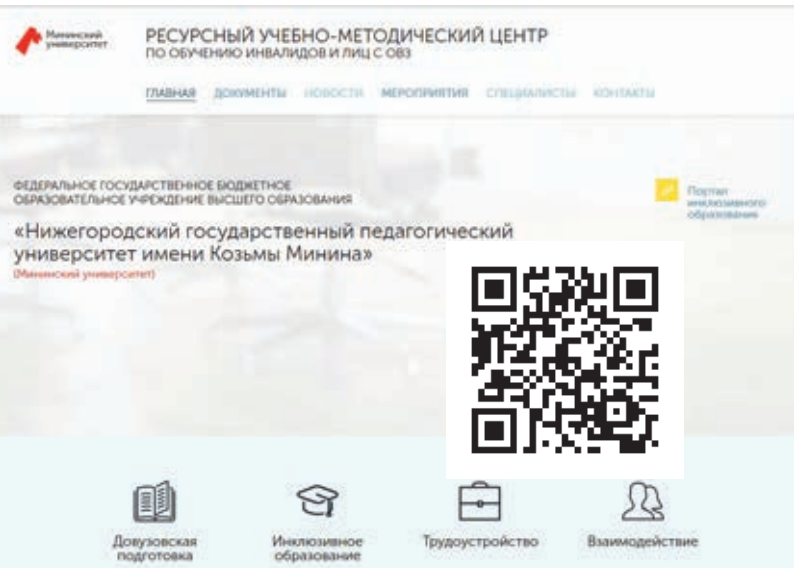 Мининский
университет
РЕСУРСНЫЙ УЧЕБНО-МЕТОДИЧЕСКИЙ ЦЕНТР
ПО ОБУЧЕНИЮ ИНВАЛИДОВ И ЛИЦ С ОВЗ
ГЛАВНАЯ ДОКУМЕНТЫ НОВОСТИ МЕРОПРИЯТИЯ СПЕЦИАЛИСТЫ КОНТАКТЫ
ФЕДЕРАЛЬНОЕ ГОСУДАРСТВЕННОЕ БЮДЖЕТНОЕ
ОБРАЗОВАТЕЛЬНОЕ УЧРЕЖДЕНИЕ ВЫСШЕГО ОБРАЗОВАНИЯ
«Нижегородский государственный педагогический
университет имени Козьмы Минина»
(Мининский университет)
Портал
инклюзивного
образования
Довузовская
подготовка
Инклюзивное
образование
Трудоустройство
Взаимодействие